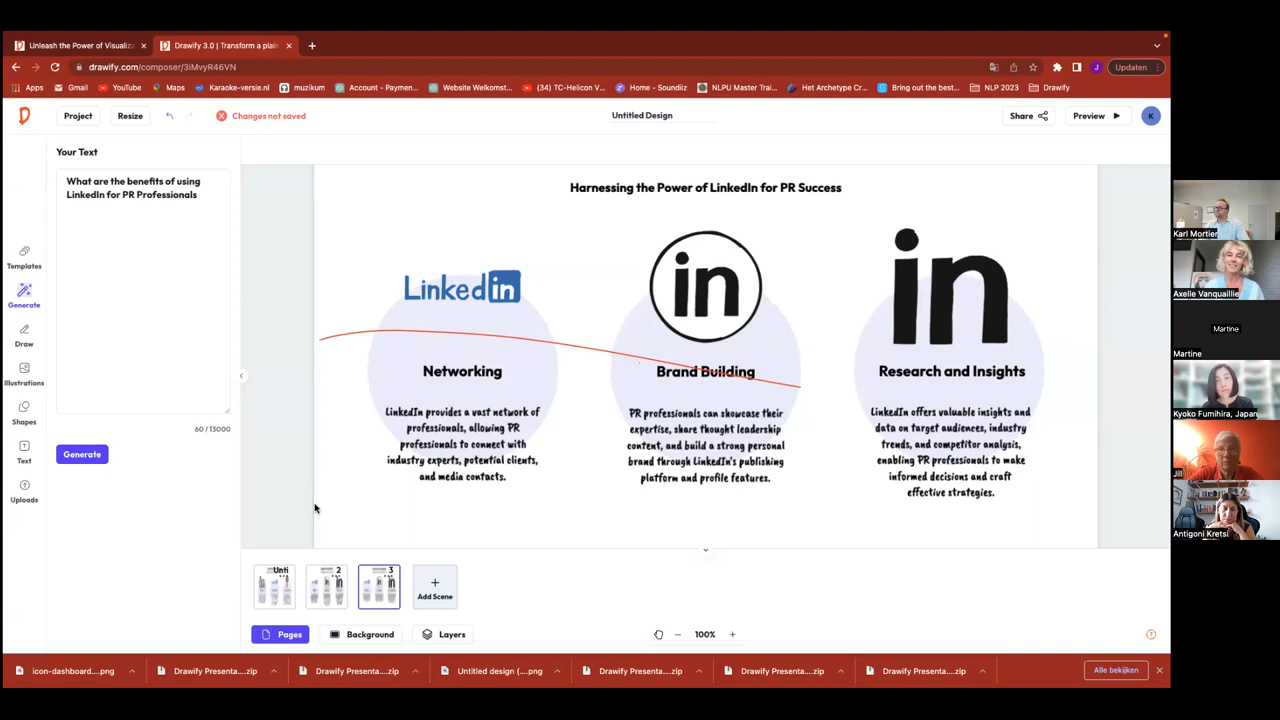 Unleash the Power of Visualiza
Drawify 3.0 | Transform a plain
drawify.com/composer/3iMvyR46VN
Updaten
Apps
Gmail
YouTube
Maps
Karaoke-versie.nl
muzikum
Account - Paymen...
Website Welkomst...
(34) TC-Helicon V...
Home - Soundiiz
NLPU Master Trai...
Het Archetype Cr...
Bring out the best...
NLP 2023
Drawify
Project
Resize
Changes not saved
Untitled Design
Share
Preview
K
Your Text
What are the benefits of using
LinkedIn for PR Professionals
60 / 13000
Generate
Templates
Generate
Draw
Illustrations
Shapes
Text
Uploads
Harnessing the Power of LinkedIn for PR Success
Linkedin
in
in
Networking
Brand Building
Research and Insights
LinkedIn provides a vast network of
professionals, allowing PR
professionals to connect with
industry experts, potential clients,
and media contacts.
PR professionals can showcase their
expertise, share thought leadership
content, and build a strong personal
brand through LinkedIn's publishing
platform and profile features.
LinkedIn offers valuable insights and
data on target audiences, industry
trends, and competitor analysis,
enabling PR professionals to make
informed decisions and craft
effective strategies.
Unti
2
3
Add Scene
Pages
Background
Layers
100%
icon-dashboard....png
Drawify Presenta....zip
Drawify Presenta....zip
Untitled design (....png
Drawify Presenta....zip
Drawify Presenta....zip
Drawify Presenta....zip
Alle bekijken
Karl Mortier
Axelle Vanquaillie
Martine
Martine
Kyoko Fumihira, Japan
Jill
Antigoni Kretsi